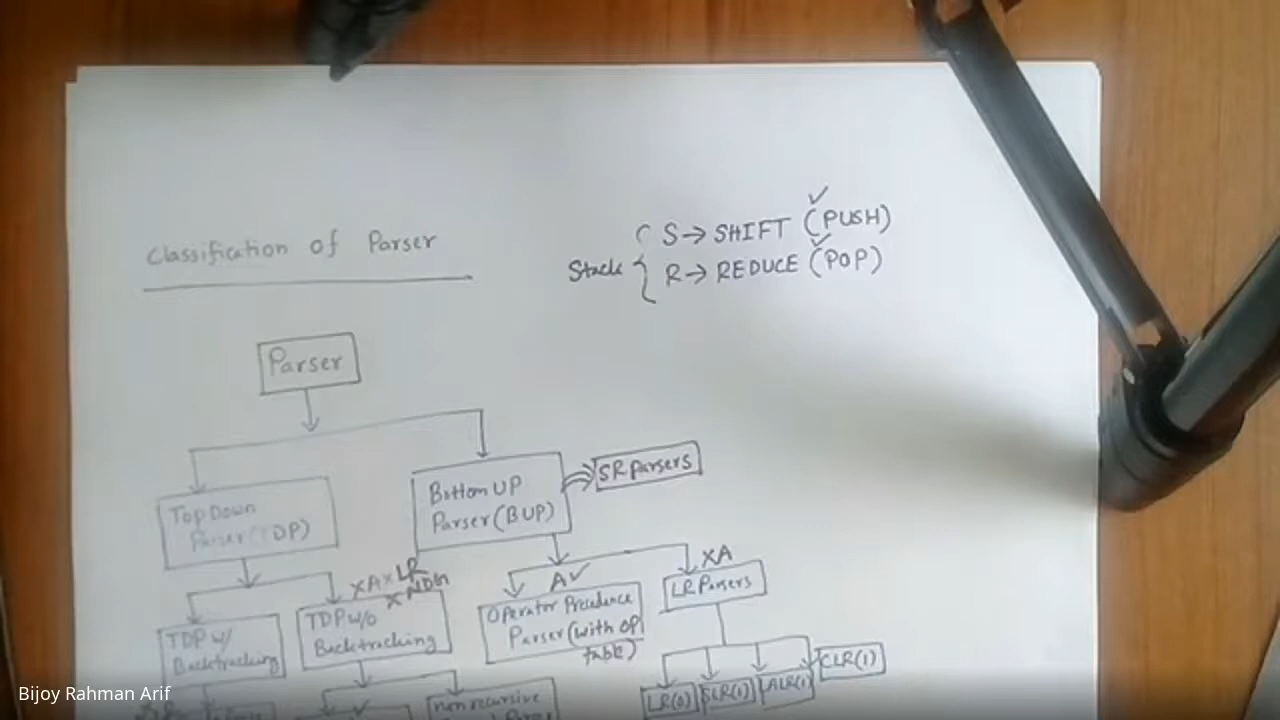 Classification of Parser
Stack
S→ SHIFT (PUSH)
R→ REDUCE (POP)
Parser
Top Down
Parser (TDP)
Bottom UP
Parser (BUP)
SR Parsers
TDP w/
Backtracking
XA X LR
X NDG
TDP w/o
Backtracking
A✓
Operator Precedence
Parser (with OP
table)
XA
LR Parsers
LR(0)
SLR(1)
LALR(1)
CLR(1)
non recursive
Bijoy Rahman Arif